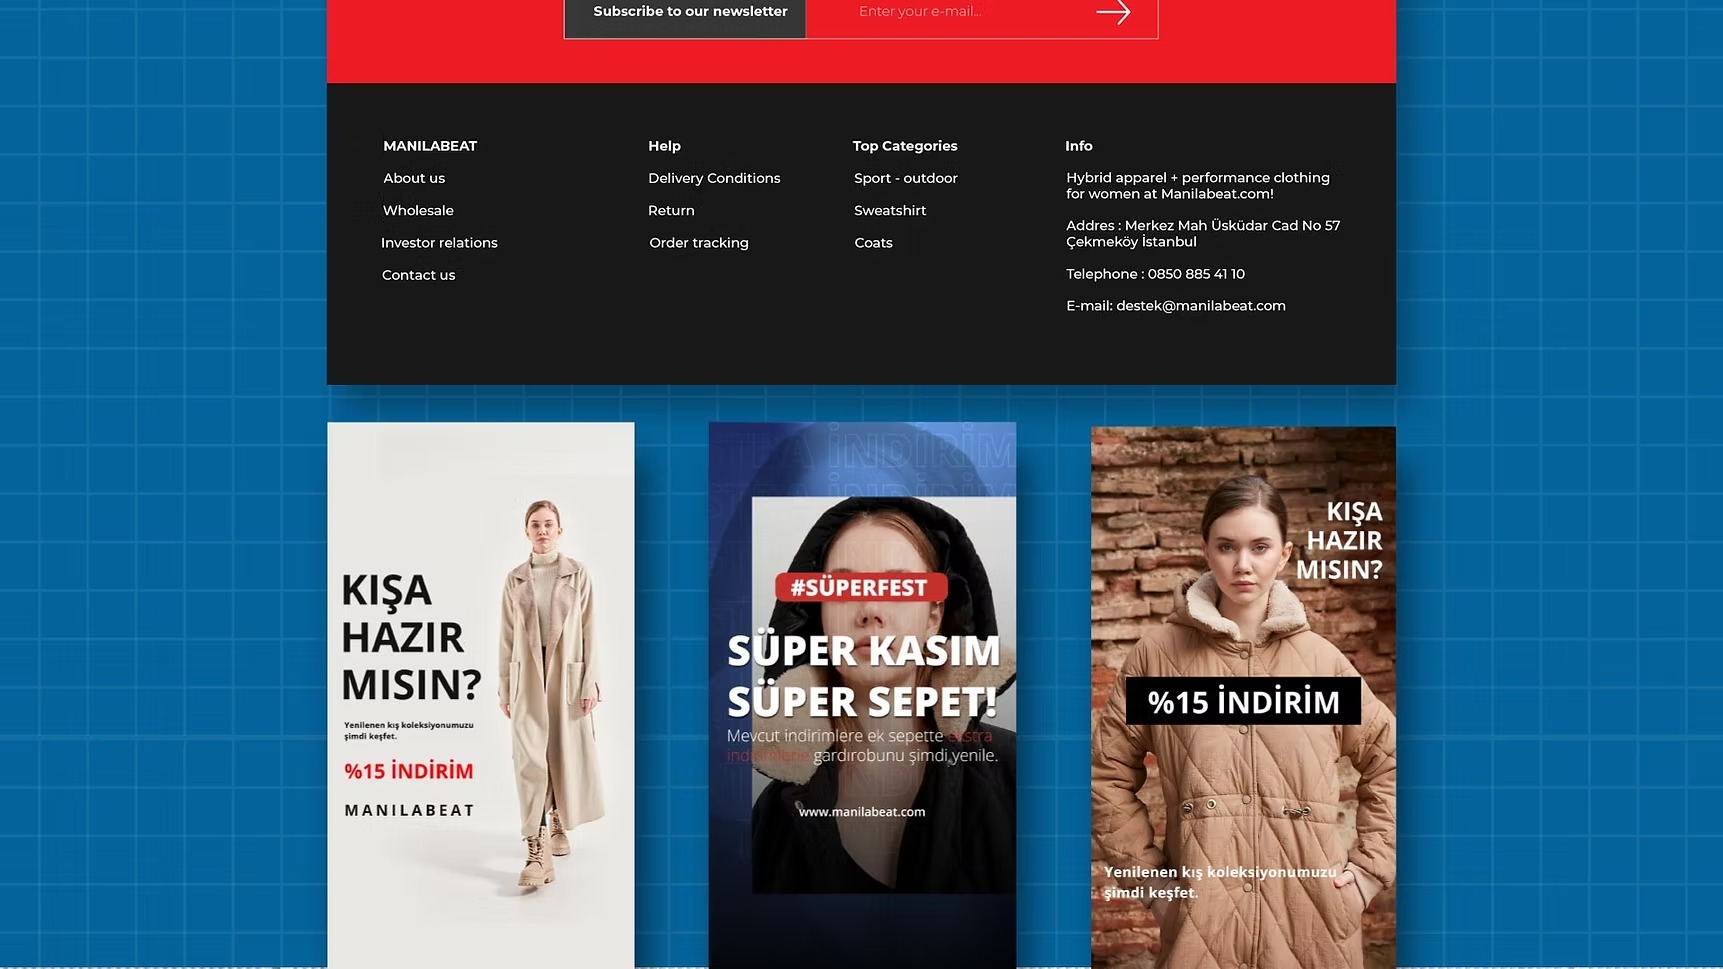 Subscribe to our newsletter
Enter your e-mail...
MANILABEAT
About us
Wholesale
Investor relations
Contact us
Help
Delivery Conditions
Return
Order tracking
Top Categories
Sport - outdoor
Sweatshirt
Coats
Info
Hybrid apparel + performance clothing
for women at Manilabeat.com!
Addres : Merkez Mah Üsküdar Cad No 57
Çekmeköy İstanbul
Telephone : 0850 885 41 10
E-mail: destek@manilabeat.com
KIŞA
HAZIR
MISIN?
Yenilenen kış koleksiyonumuzu
şimdi keşfet.
%15 İNDİRİM
MANILABEAT
İNDİRİM
#SÜPERFEST
SÜPER KASIM
SÜPER SEPET!
Mevcut indirimlere ek sepette ekstra
indirimlerle gardırobunu şimdi yenile.
www.manilabeat.com
KIŞA
HAZIR
MISIN?
%15 İNDİRİM
Yenilenen kış koleksiyonumuzu
şimdi keşfet.